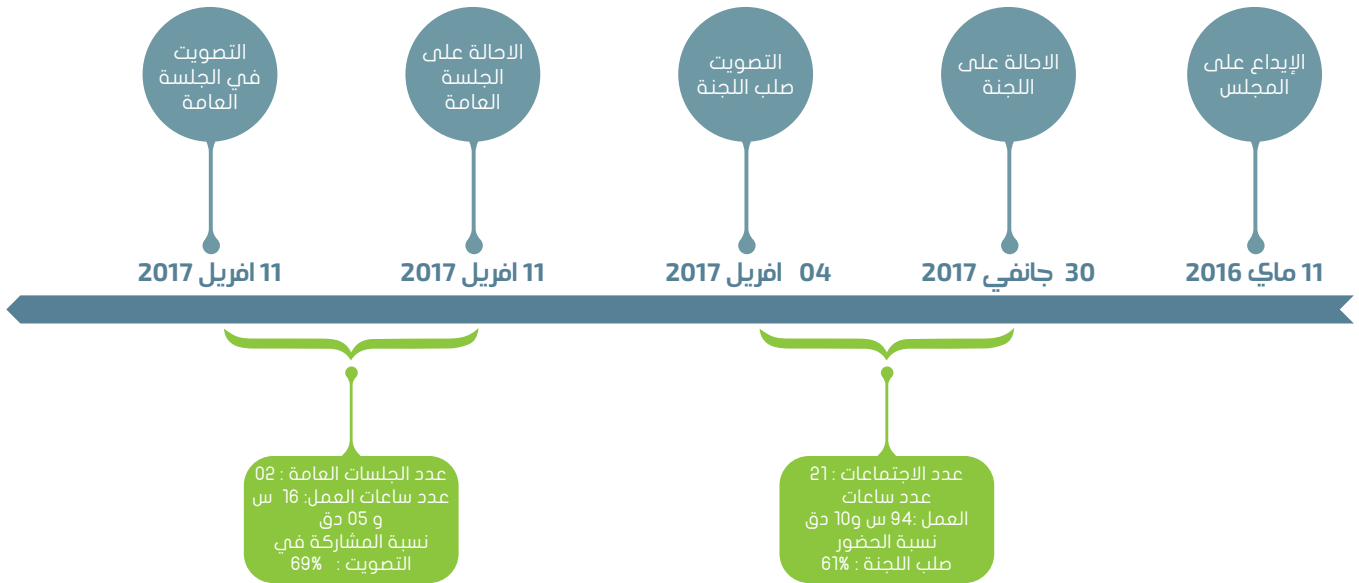 الإيداع على
المجلس
الاحالة على
اللجنة
التصويت
صلب اللجنة
الاحالة على
الجلسة
العامة
التصويت
في الجلسة
العامة
11 ماي 2016
30 جانفي 2017
04 افريل 2017
11 افريل 2017
11 افريل 2017
عدد الاجتماعات : 21
عدد ساعات
العمل :94 س و10 دق
نسبة الحضور
صلب اللجنة : 61%
عدد الجلسات العامة : 02
عدد ساعات العمل: 16 س
و 05 دق
نسبة المشاركة في
التصويت : 69%